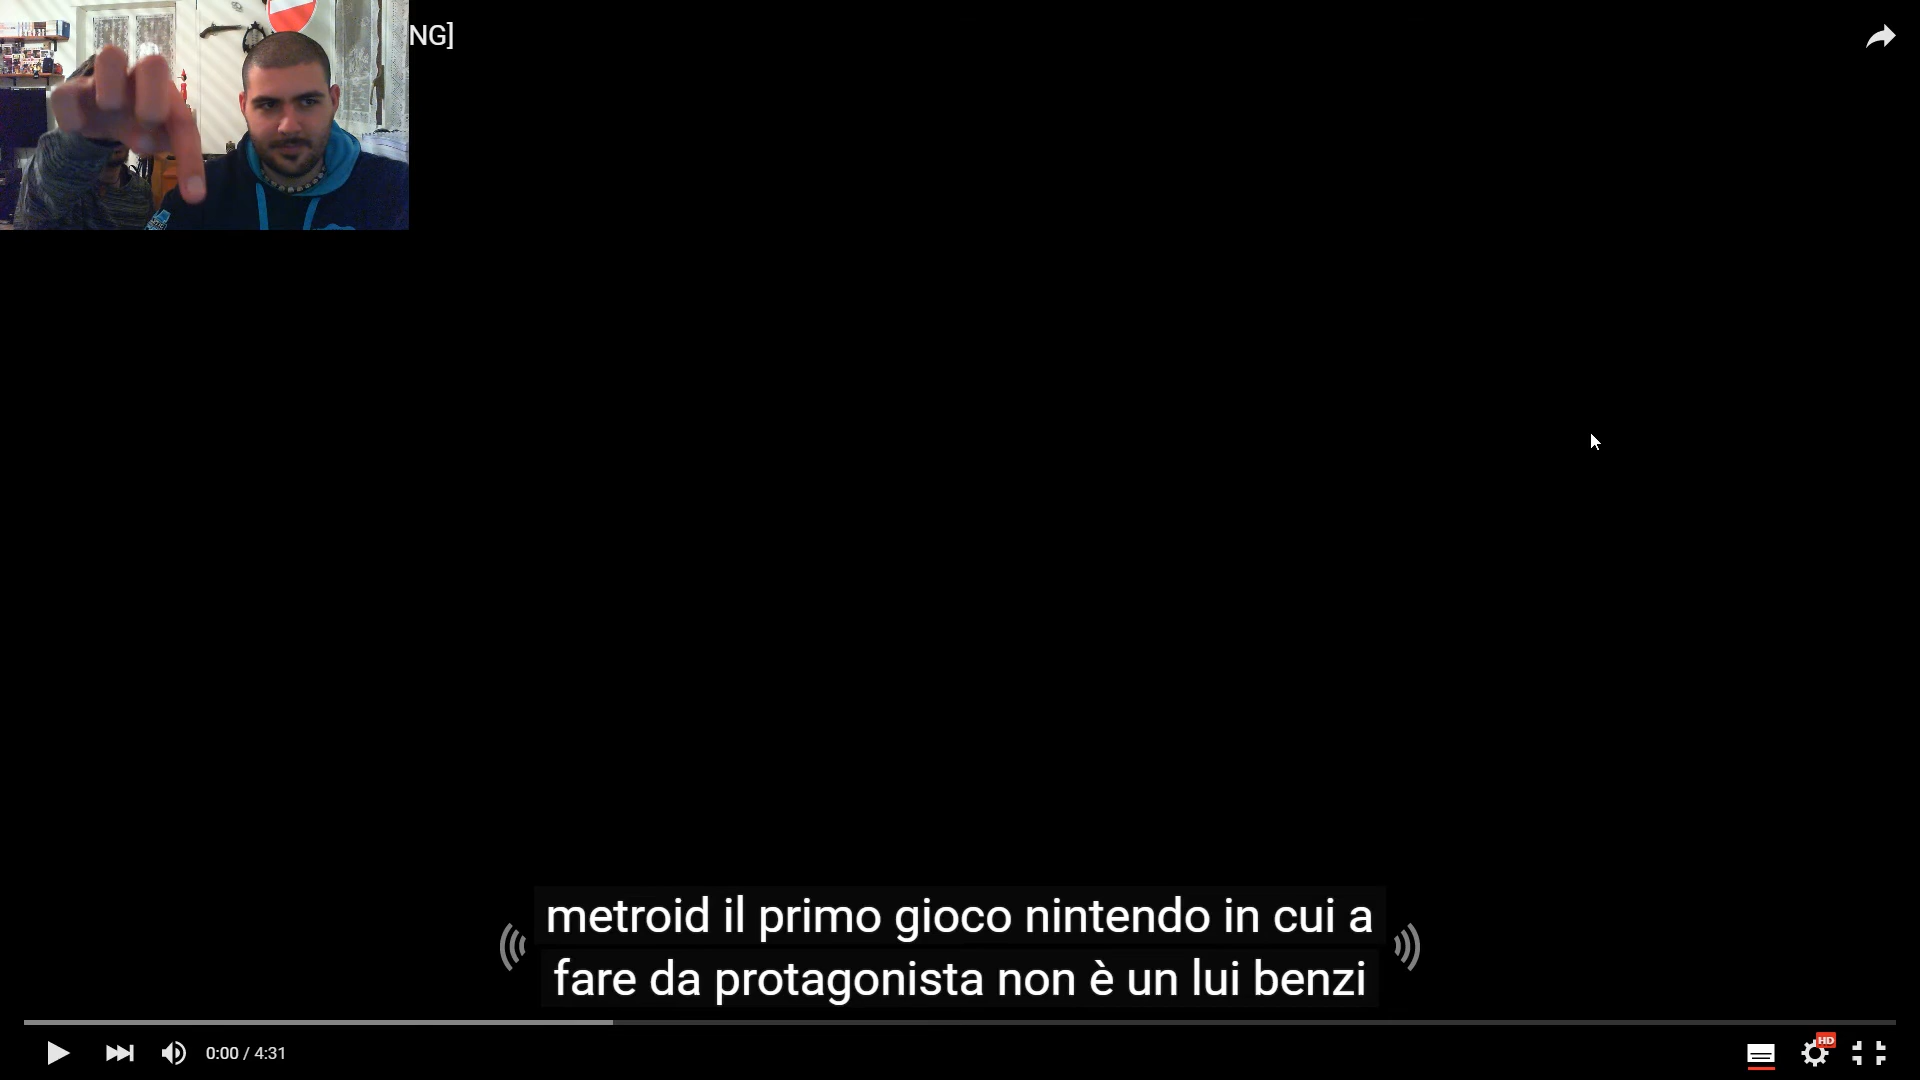 NG]
metroid il primo gioco nintendo in cui a
fare da protagonista non è un lui benzi
0:00 / 4:31
HD